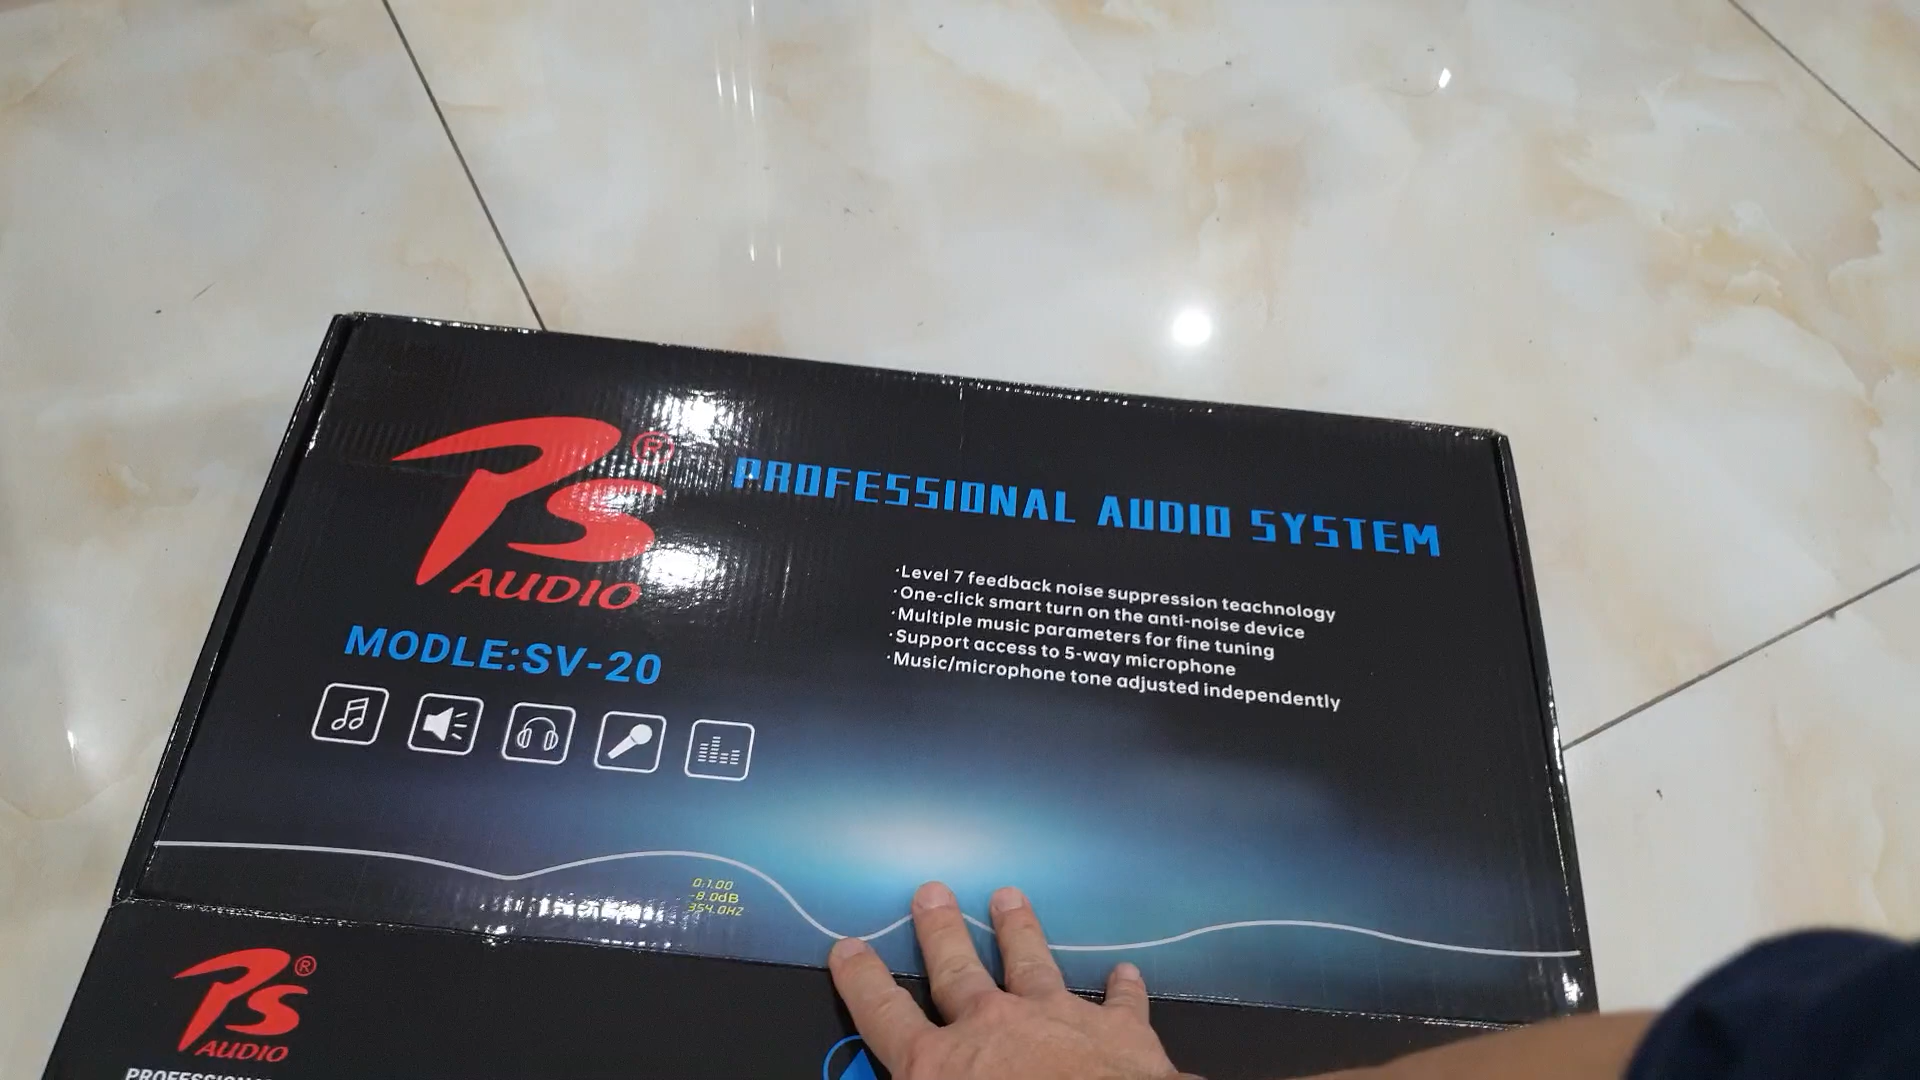 PS®
AUDIO
PROFESSIONAL AUDIO SYSTEM
·Level 7 feedback noise suppression teachnology
·One-click smart turn on the anti-noise device
·Multiple music parameters for fine tuning
·Support access to 5-way microphone
·Music/microphone tone adjusted independently
MODLE:SV-20
0:1.00
-8.0dB
354.0HZ
PS®
AUDIO